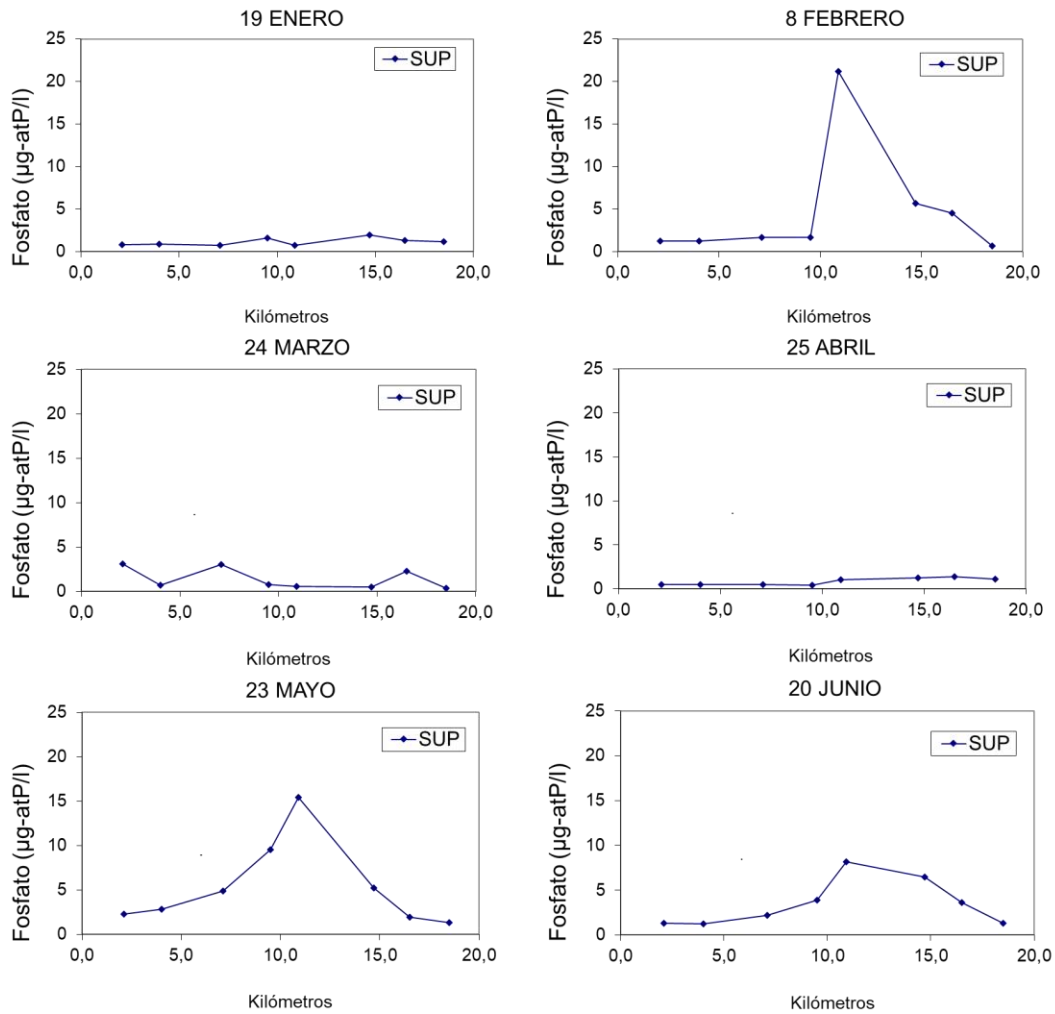 19 ENERO
Fosfato (µg-atP/l)
25
20
15
10
5
0
SUP
0,0 5,0 10,0 15,0 20,0
Kilómetros
8 FEBRERO
Fosfato (µg-atP/l)
25
20
15
10
5
0
SUP
0,0 5,0 10,0 15,0 20,0
Kilómetros
24 MARZO
Fosfato (µg-atP/l)
25
20
15
10
5
0
SUP
0,0 5,0 10,0 15,0 20,0
Kilómetros
25 ABRIL
Fosfato (µg-atP/l)
25
20
15
10
5
0
SUP
0,0 5,0 10,0 15,0 20,0
Kilómetros
23 MAYO
Fosfato (µg-atP/l)
25
20
15
10
5
0
SUP
0,0 5,0 10,0 15,0 20,0
Kilómetros
20 JUNIO
Fosfato (µg-atP/l)
25
20
15
10
5
0
SUP
0,0 5,0 10,0 15,0 20,0
Kilómetros